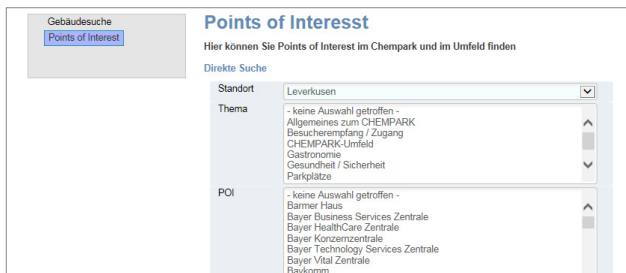 Gebäudesuche
Points of Interest
Points of Interesst
Hier können Sie Points of Interest im Chempark und im Umfeld finden
Direkte Suche
Standort
Leverkusen
Thema
- keine Auswahl getroffen -
Allgemeines zum CHEMPARK
Besucherempfang / Zugang
CHEMPARK-Umfeld
Gastronomie
Gesundheit / Sicherheit
Parkplätze
POI
- keine Auswahl getroffen -
Barmer Haus
Bayer Business Services Zentrale
Bayer HealthCare Zentrale
Bayer Konzernzentrale
Bayer Technology Services Zentrale
Bayer Vital Zentrale
Baykomm